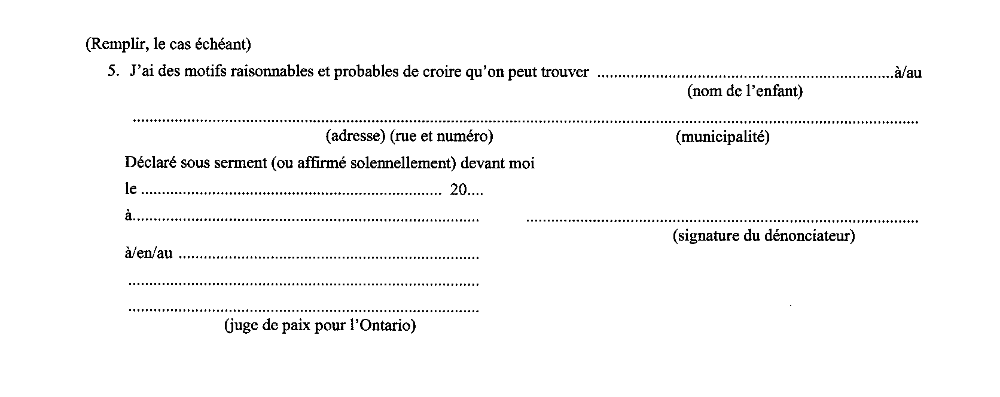 (Remplir, le cas échéant)
5. J'ai des motifs raisonnables et probables de croire qu'on peut trouver ........................................................................à/au
(nom de l'enfant)
................................................................................................................................................................................................
(adresse) (rue et numéro) (municipalité)
Déclaré sous serment (ou affirmé solennellement) devant moi
le ......................................................................... 20....
à..................................................................................... ................................................................................................
(signature du dénonciateur)
à/en/au .........................................................................
.....................................................................................
.....................................................................................
(juge de paix pour l'Ontario)